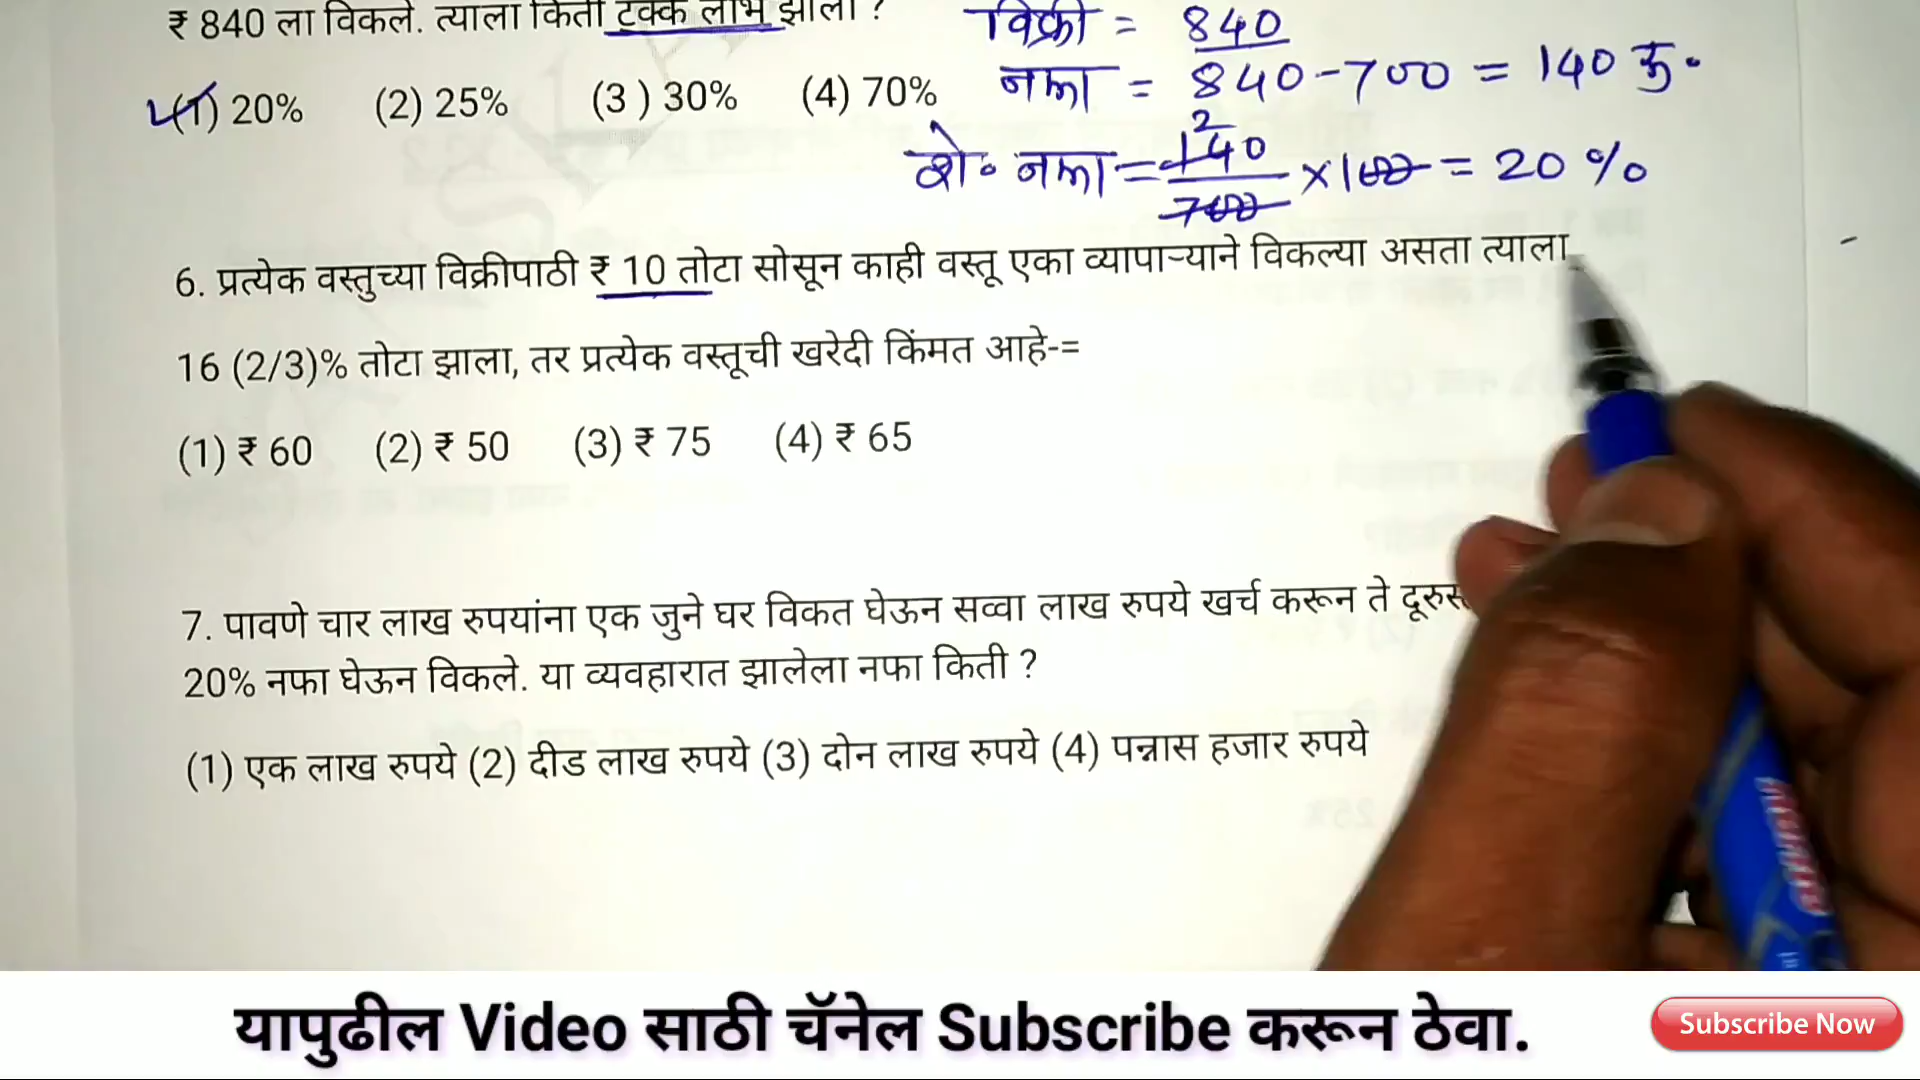 ₹ 840 ला विकले. त्याला किती टक्के लाभ झाला ?
विक्री = 840
(1) 20% (2) 25% (3 ) 30% (4) 70%
नफा = 840-700 = 140 रु.
शे. नफा = 140/700 ×100 = 20 %
2
6. प्रत्येक वस्तुच्या विक्रीपाठी ₹ 10 तोटा सोसून काही वस्तू एका व्यापाऱ्याने विकल्या असता त्याला
16 (2/3)% तोटा झाला, तर प्रत्येक वस्तूची खरेदी किंमत आहे-=
(1) ₹ 60 (2) ₹ 50 (3) ₹ 75 (4) ₹ 65
7. पावणे चार लाख रुपयांना एक जुने घर विकत घेऊन सव्वा लाख रुपये खर्च करून ते
20% नफा घेऊन विकले. या व्यवहारात झालेला नफा किती ?
(1) एक लाख रुपये (2) दीड लाख रुपये (3) दोन लाख रुपये (4) पन्नास हजार रुपये
यापुढील Video साठी चॅनेल Subscribe करून ठेवा.
Subscribe Now